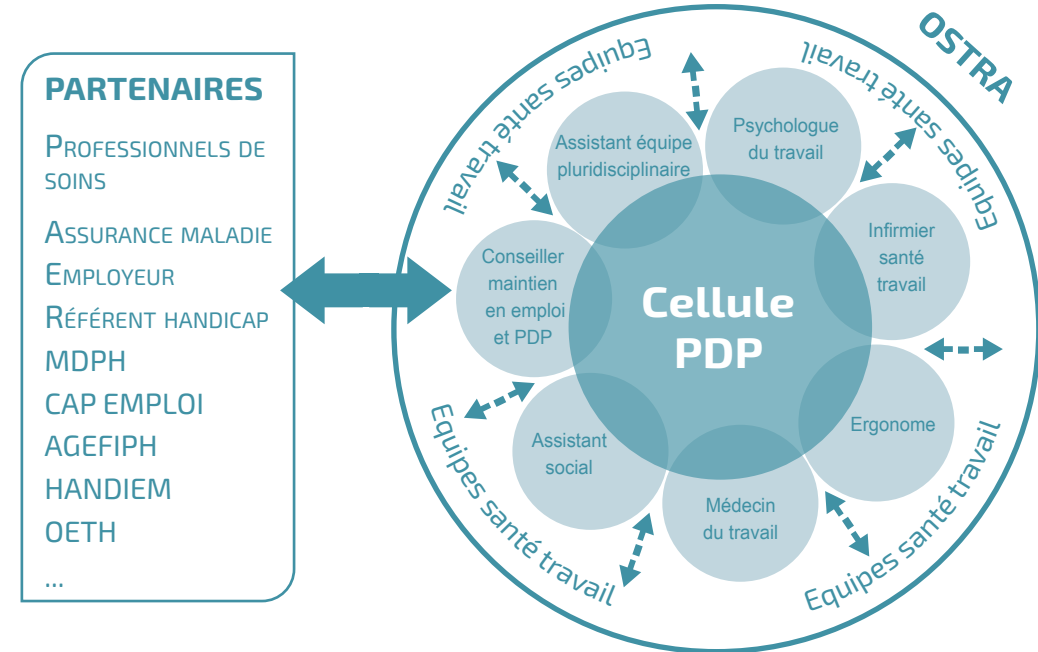 PARTENAIRES
PROFESSIONNELS DE
SOINS
ASSURANCE MALADIE
EMPLOYEUR
RÉFÉRENT HANDICAP
MDPH
CAP EMPLOI
AGEFIPH
HANDIEM
OETH
...
OSTRA
Equipes santé travail
Equipes santé travail
Assistant équipe
pluridisciplinaire
Psychologue
du travail
Conseiller
maintien
en emploi
et PDP
Infirmier
santé
travail
Cellule
PDP
Assistant
social
Ergonome
Médecin
du travail
Equipes santé travail
Equipes santé travail